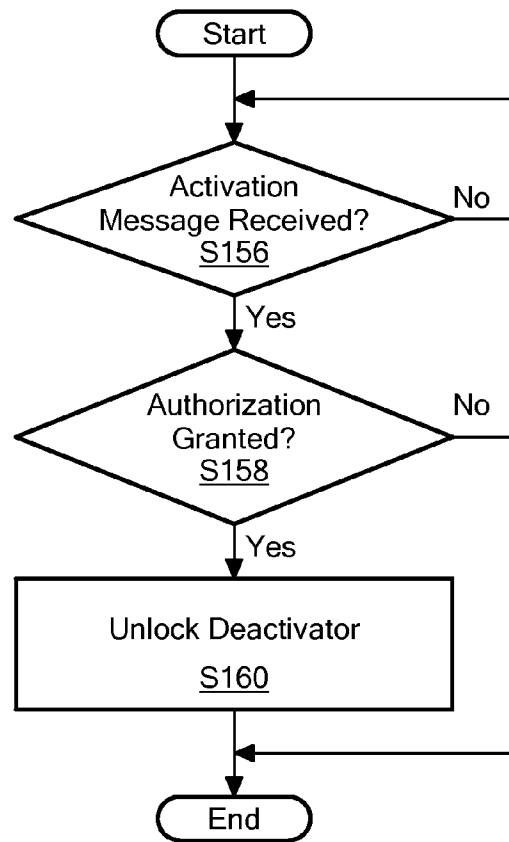 Start
Activation
Message Received?
S156
No
Yes
Authorization
Granted?
S158
No
Yes
Unlock Deactivator
S160
End